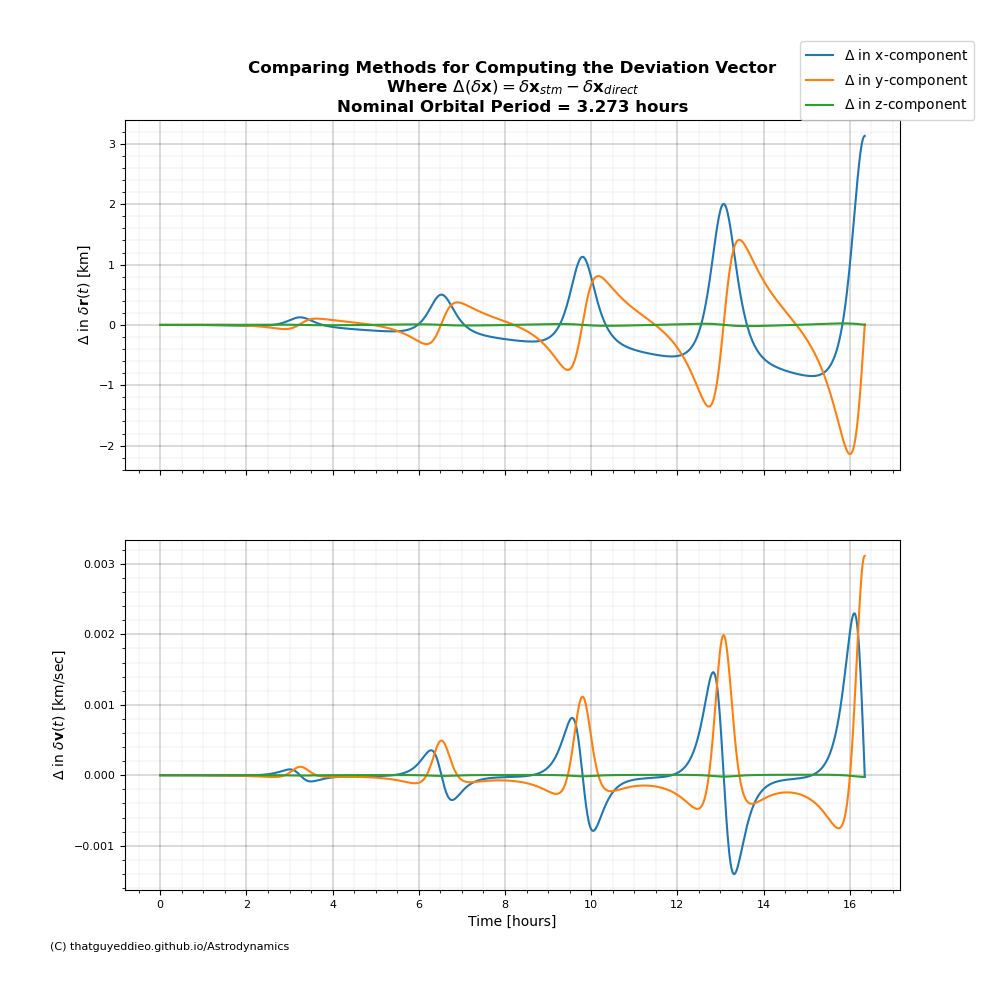 Comparing Methods for Computing the Deviation Vector
Where Δ(δx) = δx_stm − δx_direct
Nominal Orbital Period = 3.273 hours
Δ in x-component
Δ in y-component
Δ in z-component
3
2
1
0
−1
−2
Δ in δr(t) [km]
0.003
0.002
0.001
0.000
−0.001
Δ in δv(t) [km/sec]
0 2 4 6 8 10 12 14 16
Time [hours]
(C) thatguyeddieo.github.io/Astrodynamics